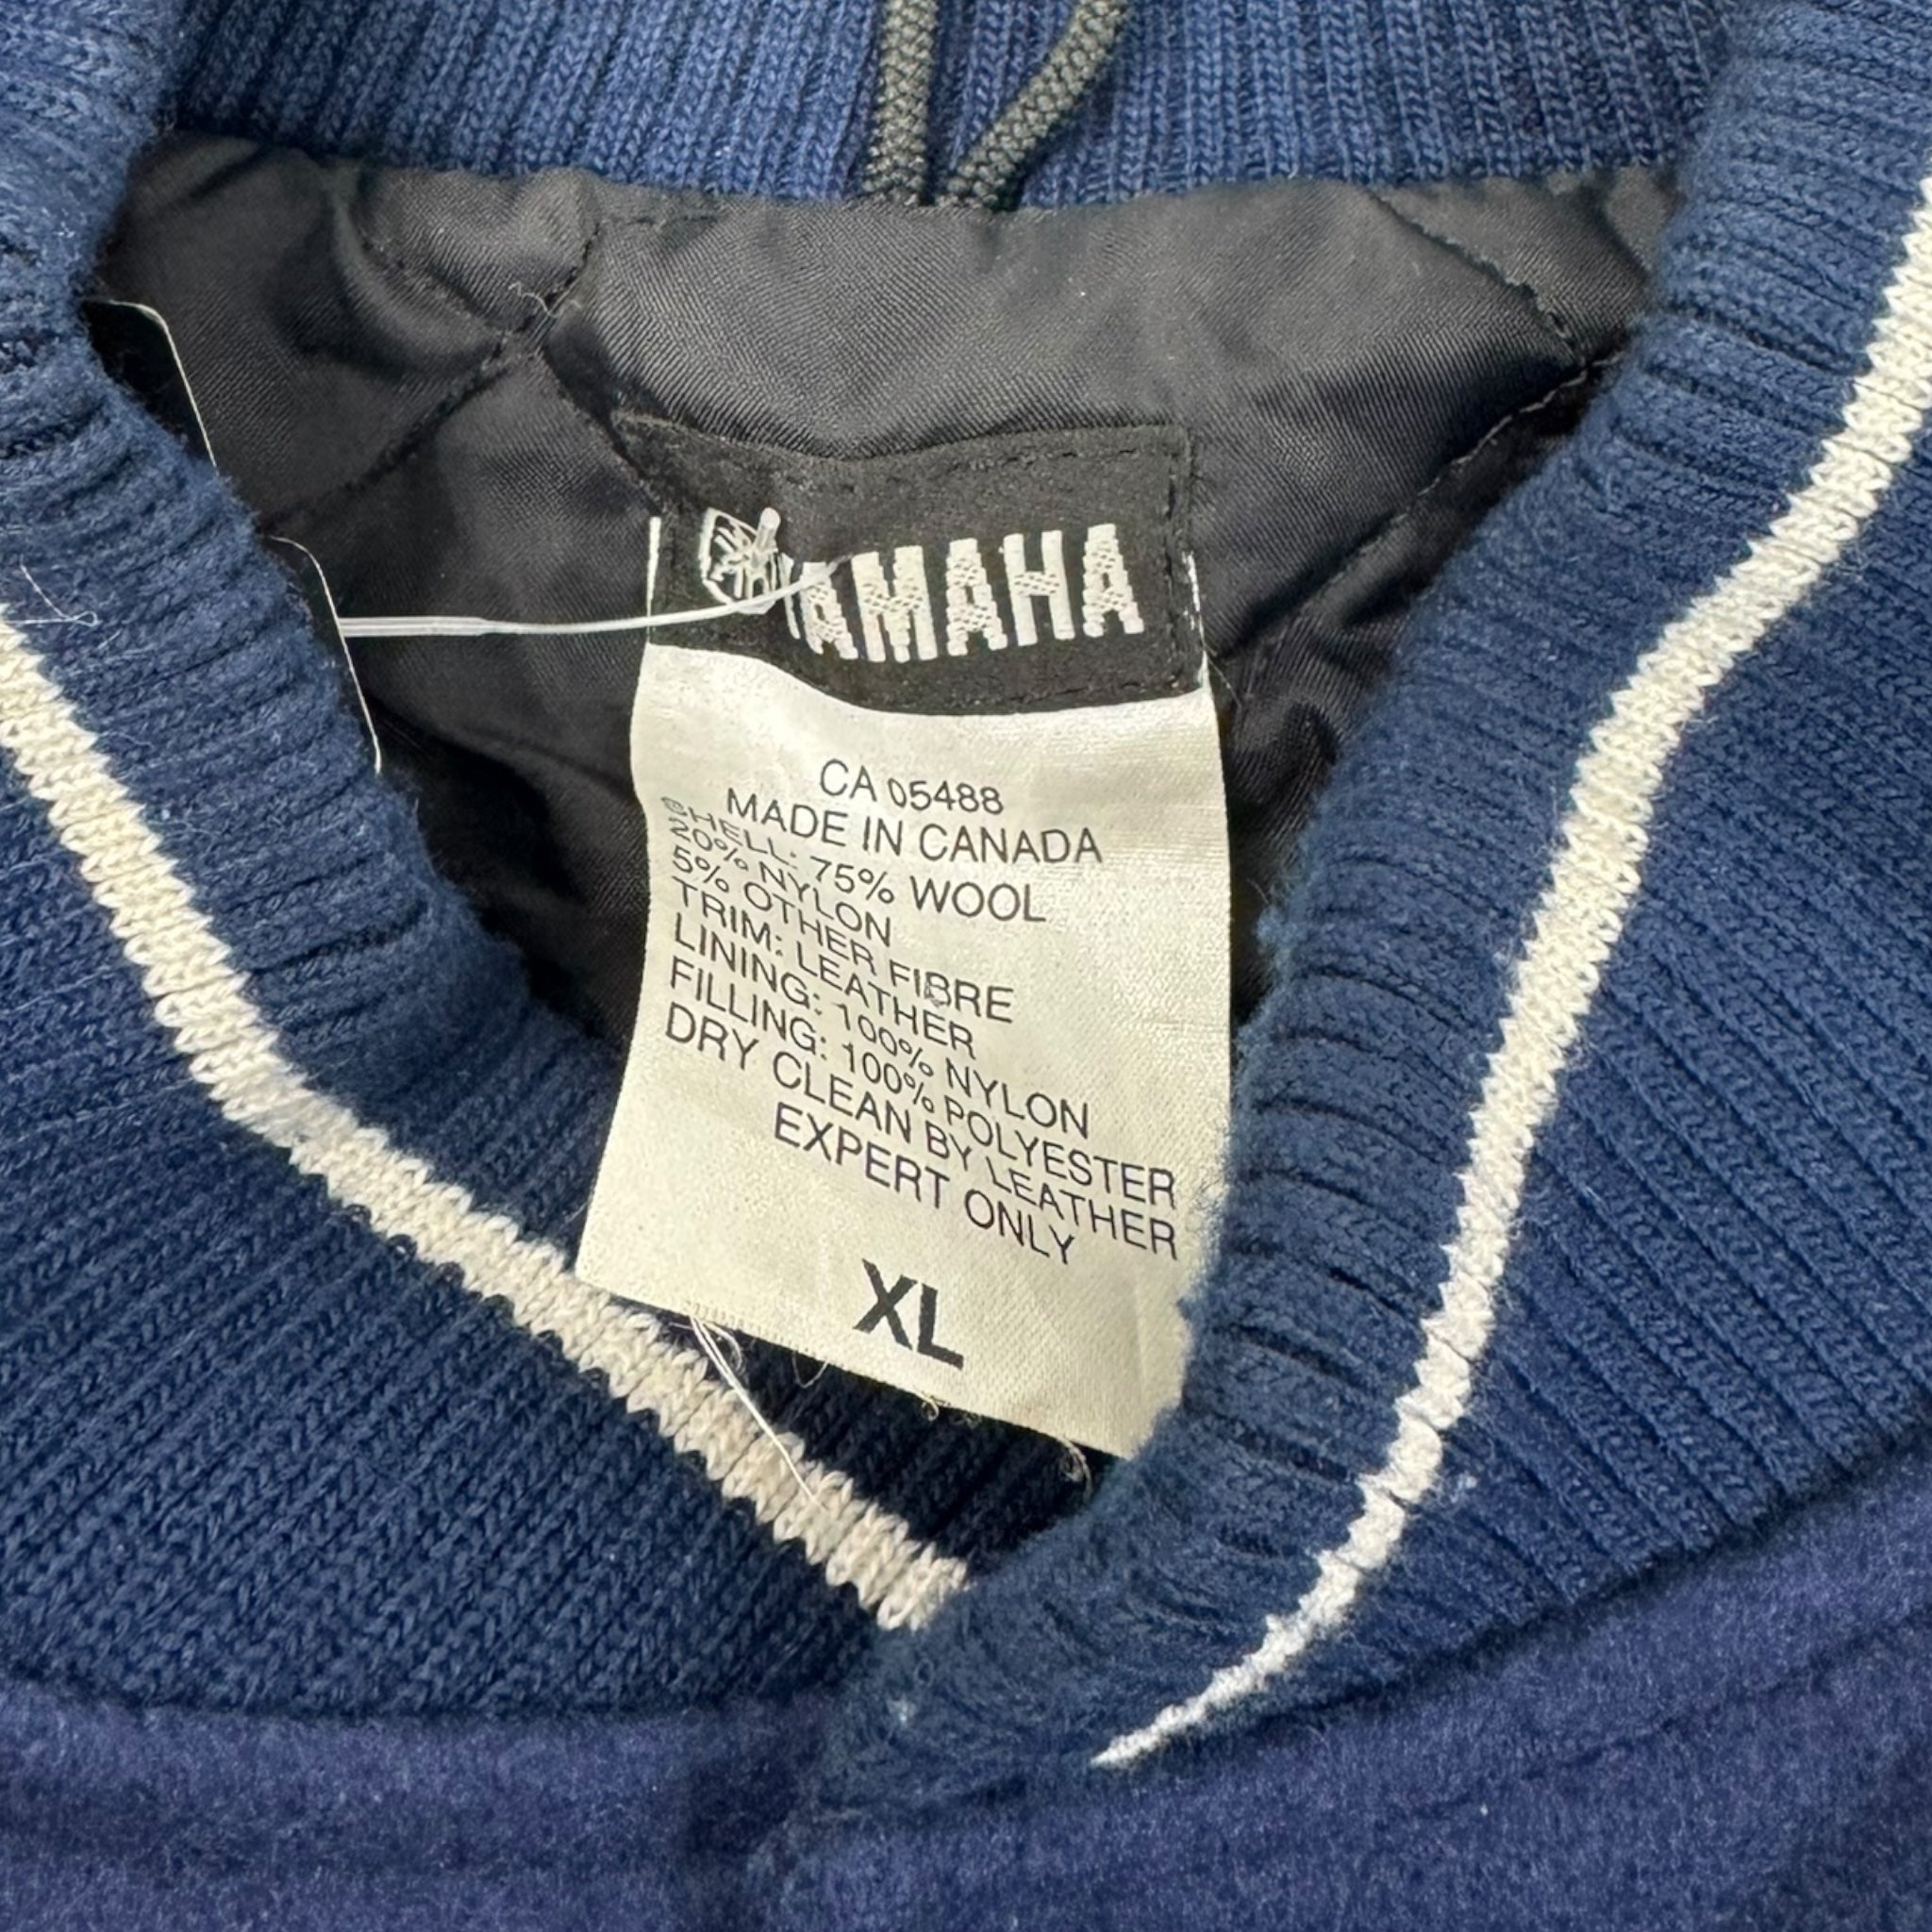 YAMAHA
CA 05488
MADE IN CANADA
SHELL: 75% WOOL
20% NYLON
5% OTHER FIBRE
TRIM: LEATHER
LINING: 100% NYLON
FILLING: 100% POLYESTER
DRY CLEAN BY LEATHER
EXPERT ONLY
XL